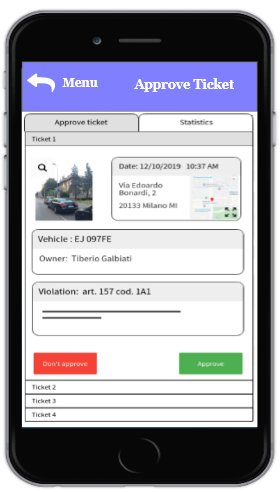 Menu
Approve Ticket
Approve ticket
Statistics
Ticket 1
Date: 12/10/2019 10:37 AM
Via Edoardo
Bonardi, 2
20133 Milano MI
Vehicle : EJ 097FE
Owner: Tiberio Galbiati
Violation: art. 157 cod. 1A1
Don't approve
Approve
Ticket 2
Ticket 3
Ticket 4